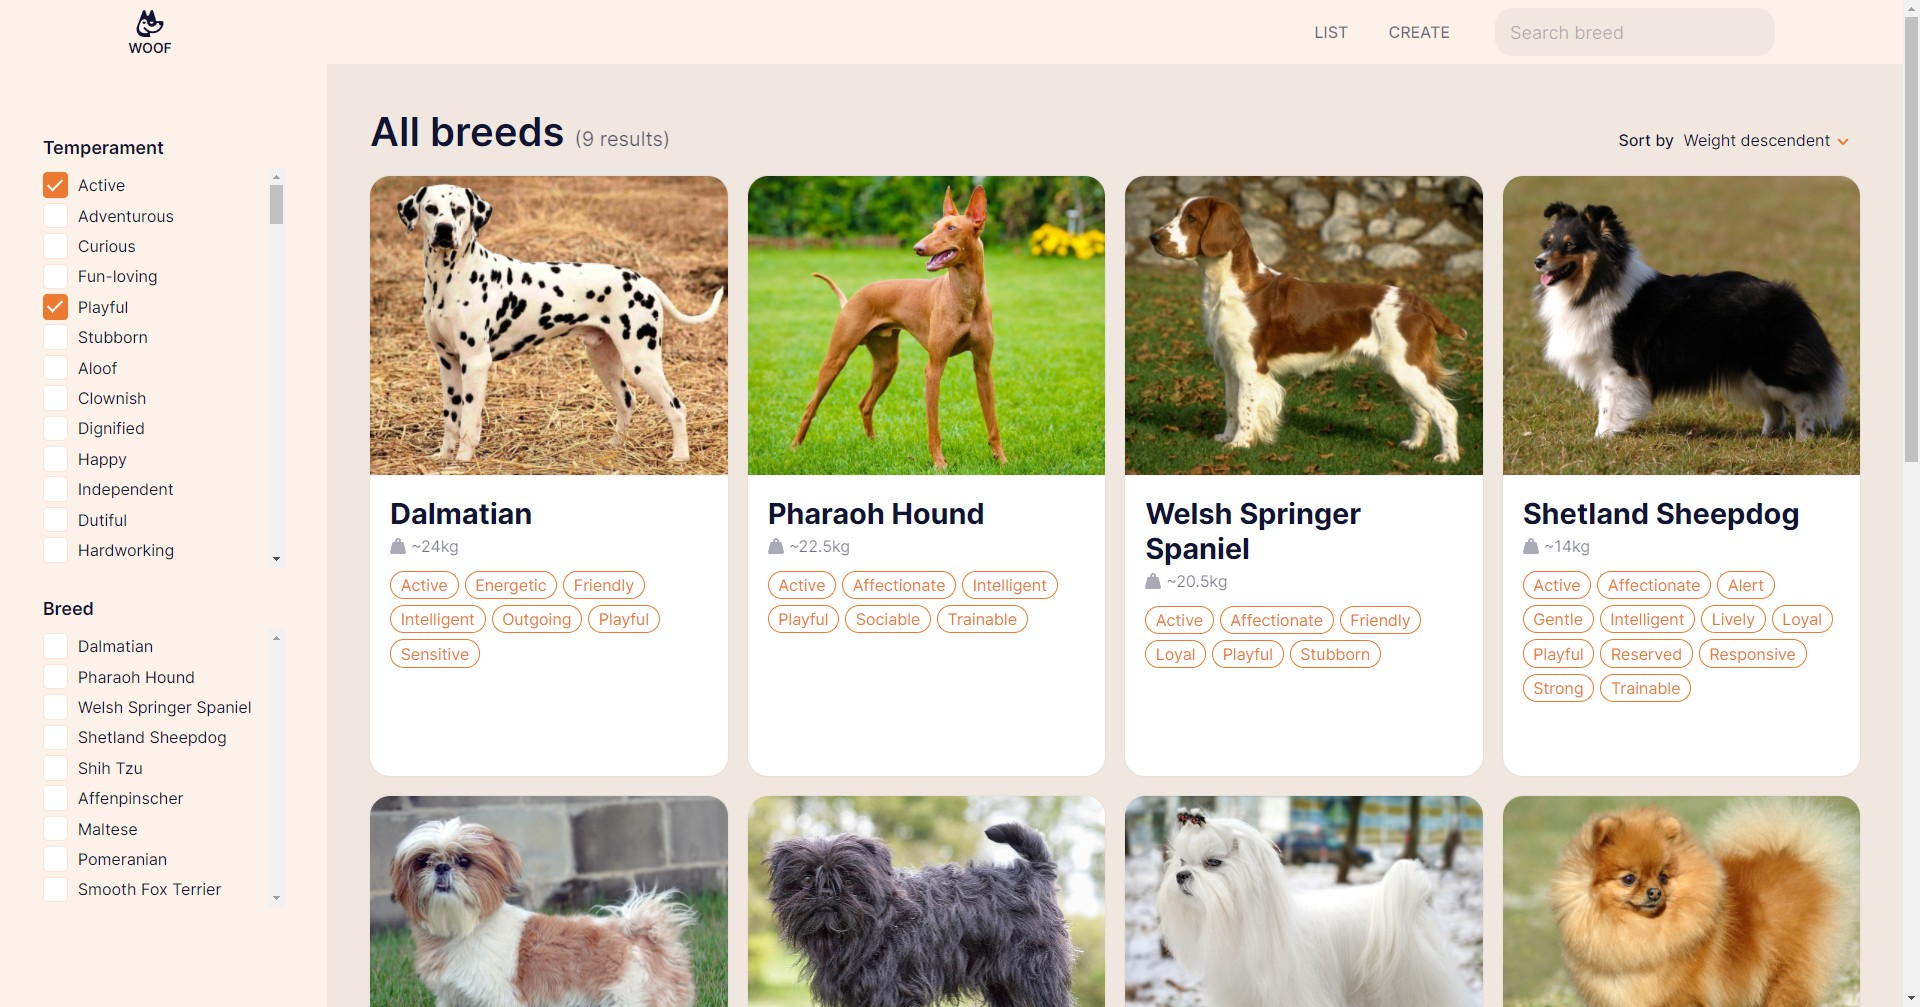 WOOF
LIST CREATE Search breed
Temperament
Active
Adventurous
Curious
Fun-loving
Playful
Stubborn
Aloof
Clownish
Dignified
Happy
Independent
Dutiful
Hardworking
Breed
Dalmatian
Pharaoh Hound
Welsh Springer Spaniel
Shetland Sheepdog
Shih Tzu
Affenpinscher
Maltese
Pomeranian
Smooth Fox Terrier
All breeds (9 results)
Sort by Weight descendent
Dalmatian
~24kg
Active Energetic Friendly
Intelligent Outgoing Playful
Sensitive
Pharaoh Hound
~22.5kg
Active Affectionate Intelligent
Playful Sociable Trainable
Welsh Springer
Spaniel
~20.5kg
Active Affectionate Friendly
Loyal Playful Stubborn
Shetland Sheepdog
~14kg
Active Affectionate Alert
Gentle Intelligent Lively Loyal
Playful Reserved Responsive
Strong Trainable